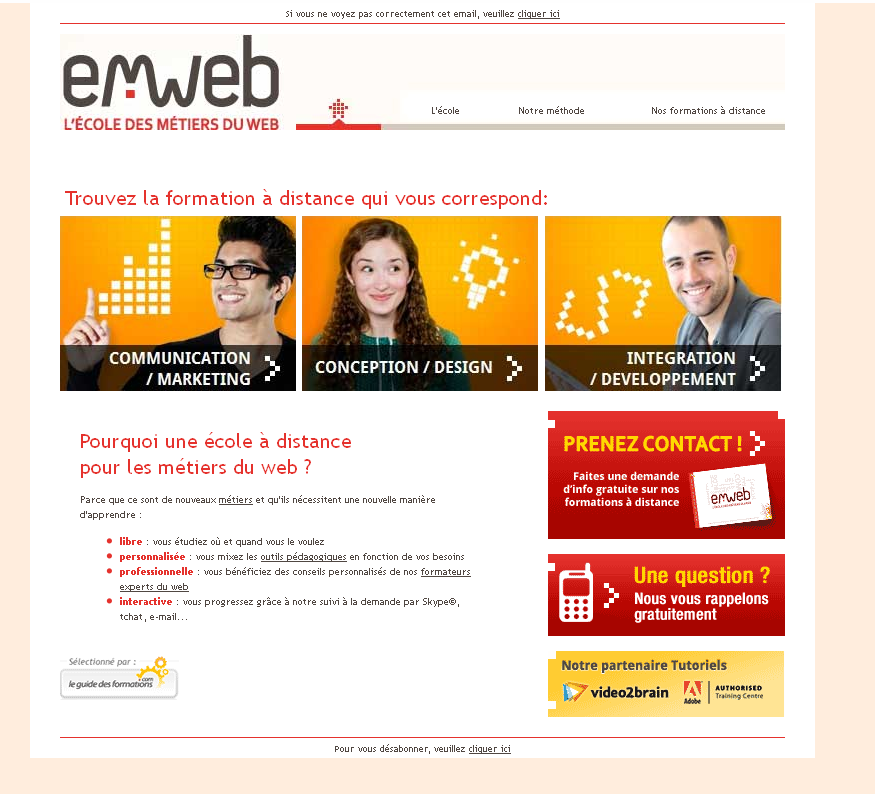 Si vous ne voyez pas correctement cet email, veuillez cliquer ici
emweb
L'ÉCOLE DES MÉTIERS DU WEB
L'école
Notre méthode
Nos formations à distance
Trouvez la formation à distance qui vous correspond:
COMMUNICATION
/ MARKETING
CONCEPTION / DESIGN
INTEGRATION
/ DEVELOPPEMENT
Pourquoi une école à distance
pour les métiers du web ?
Parce que ce sont de nouveaux métiers et qu'ils nécessitent une nouvelle manière
d'apprendre :
libre : vous étudiez où et quand vous le voulez
personnalisée : vous mixez les outils pédagogiques en fonction de vos besoins
professionnelle : vous bénéficiez des conseils personnalisés de nos formateurs
experts du web
interactive : vous progressez grâce à notre suivi à la demande par Skype©,
tchat, e-mail...
Sélectionné par :
le guide des formations
.com
PRENEZ CONTACT !
Faites une demande
d'info gratuite sur nos
formations à distance
emweb
Une question ?
Nous vous rappelons
gratuitement
Notre partenaire Tutoriels
video2brain
Adobe
AUTHORISED
Training Centre
Pour vous désabonner, veuillez cliquer ici